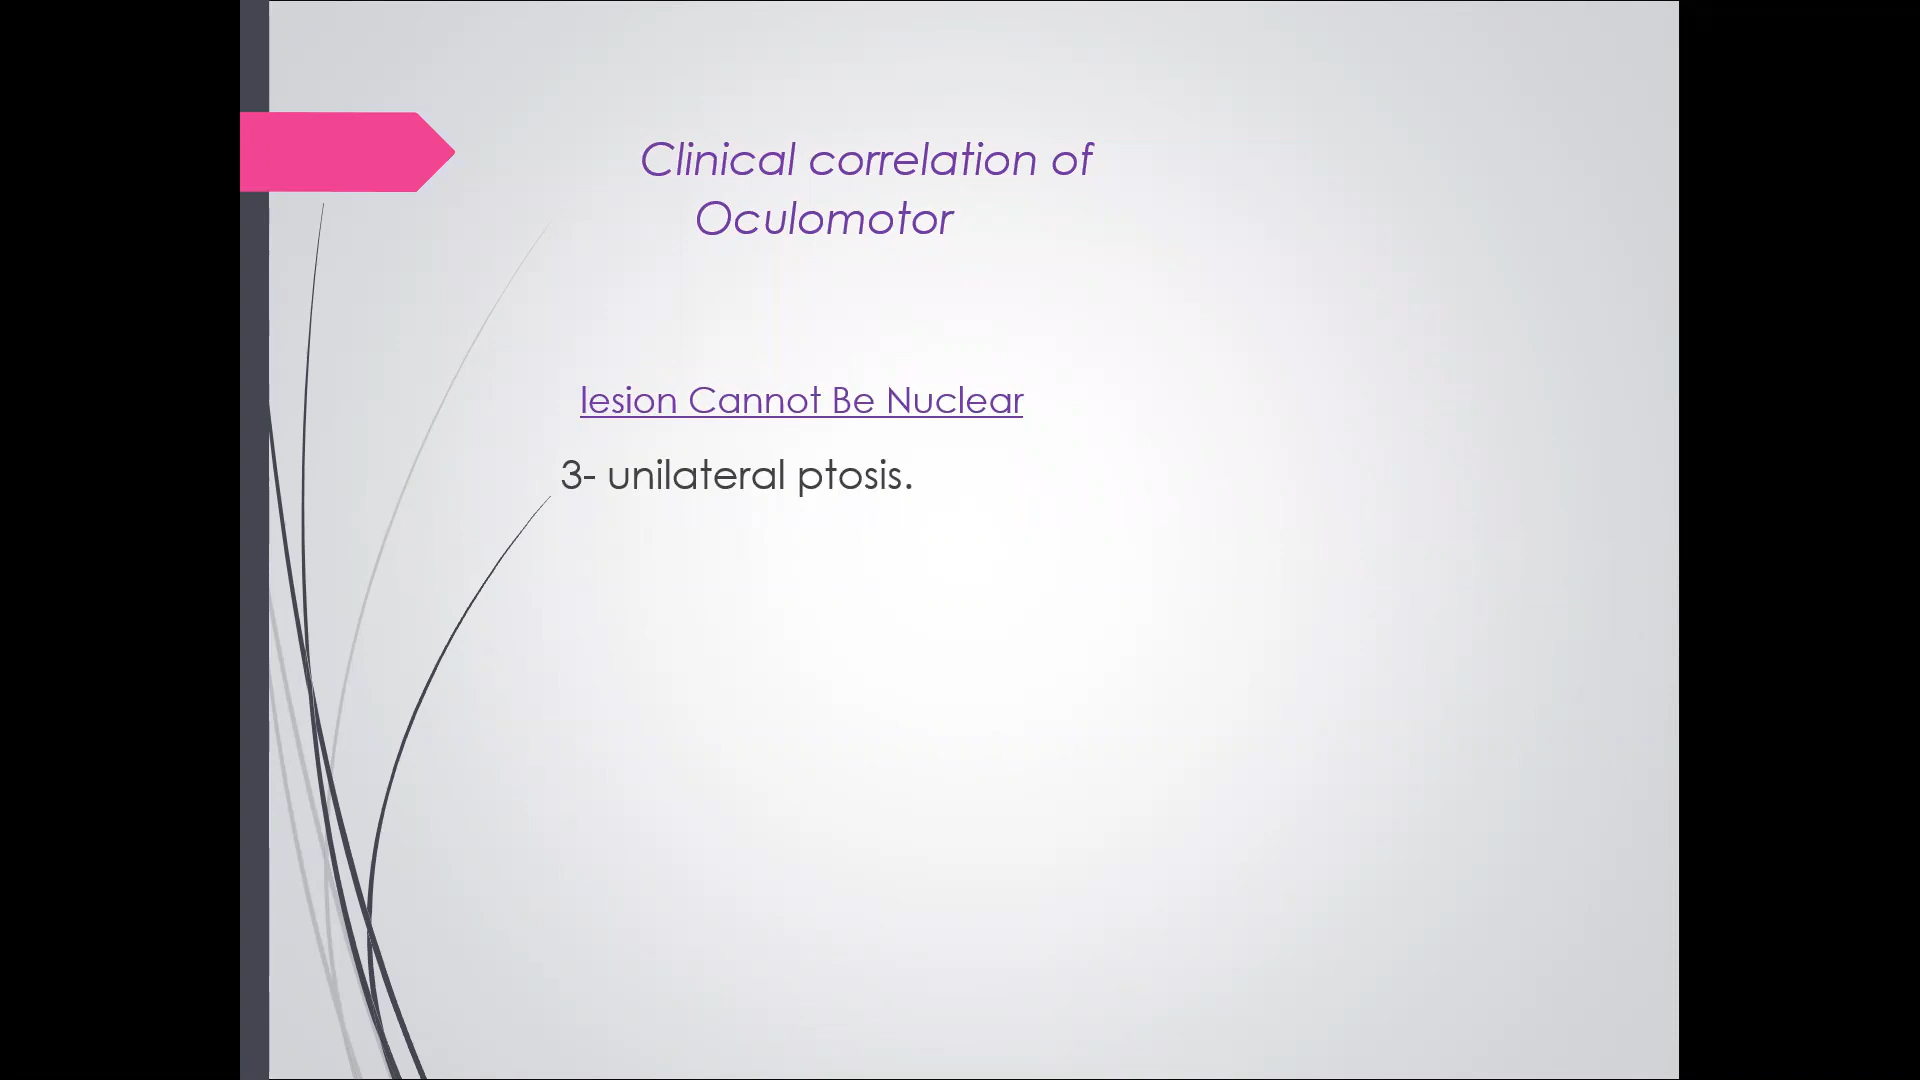 Clinical correlation of
Oculomotor
lesion Cannot Be Nuclear
3- unilateral ptosis.